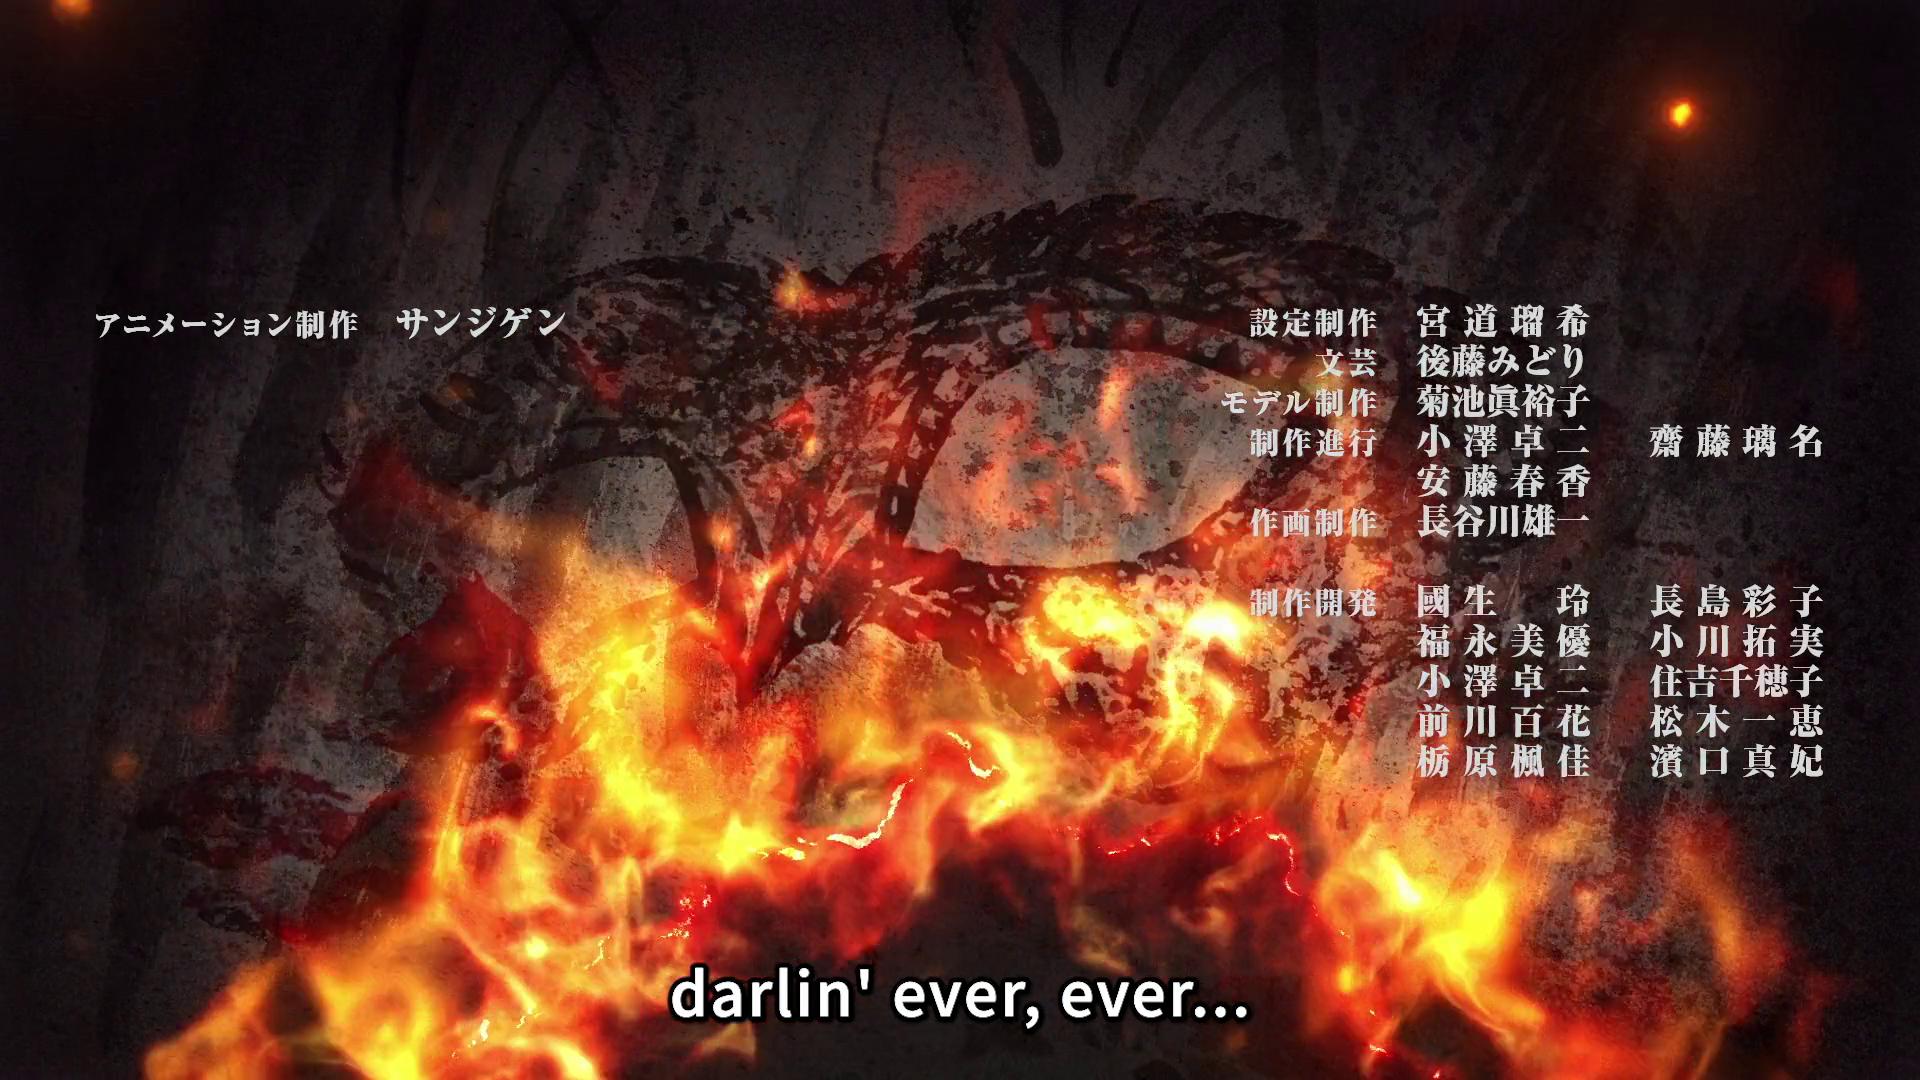 アニメーション制作 サンジゲン
設定制作 宮道瑠希
文芸 後藤みどり
モデル制作 菊池眞裕子
制作進行 小澤卓二 齋藤璃名
安藤春香
作画制作 長谷川雄一
制作開発 國生玲 長島彩子
福永美優 小川拓実
小澤卓二 住吉千穂子
前川百花 松木一恵
栃原楓佳 濱口真妃
darlin' ever, ever...